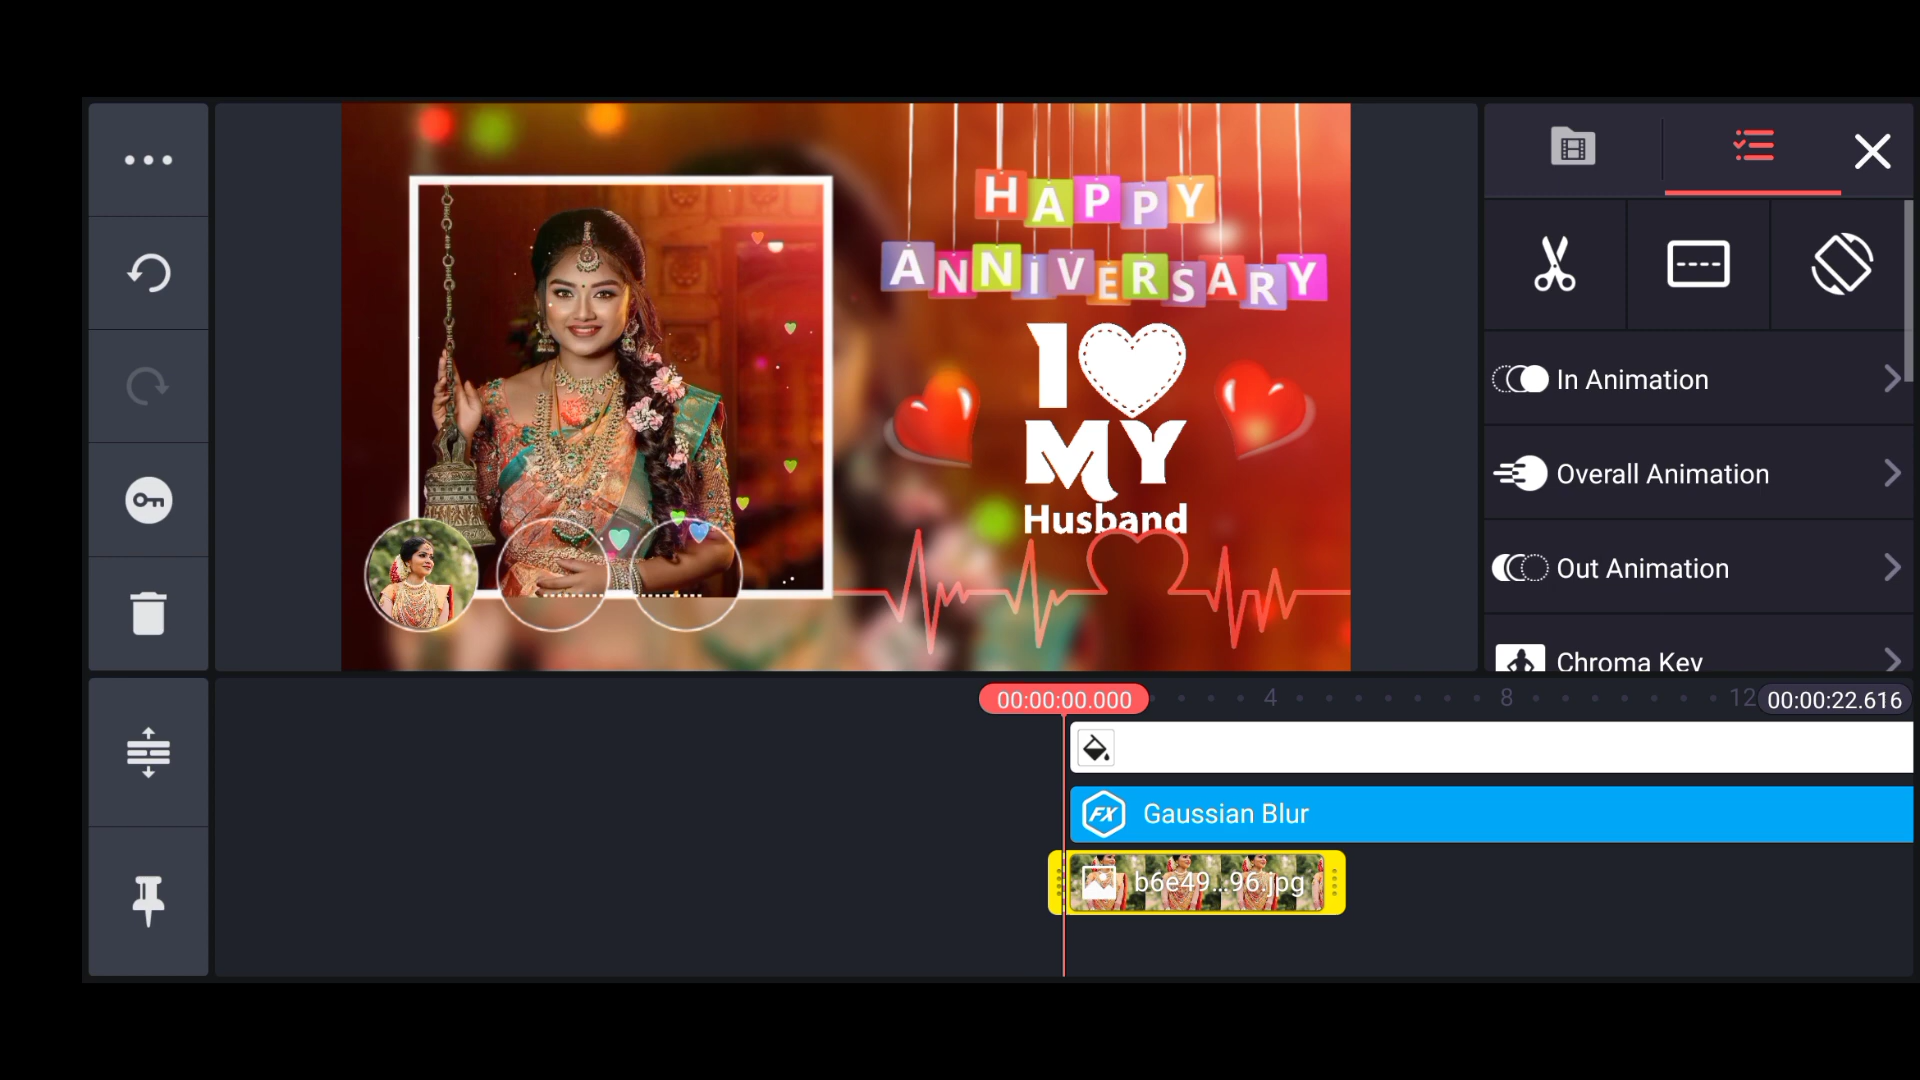 HAPPY
ANNIVERSARY
I
MY
Husband
In Animation
Overall Animation
Out Animation
Chroma Key
00:00:00.000
4
8
12
00:00:22.616
FX
Gaussian Blur
b6e49...96.jpg